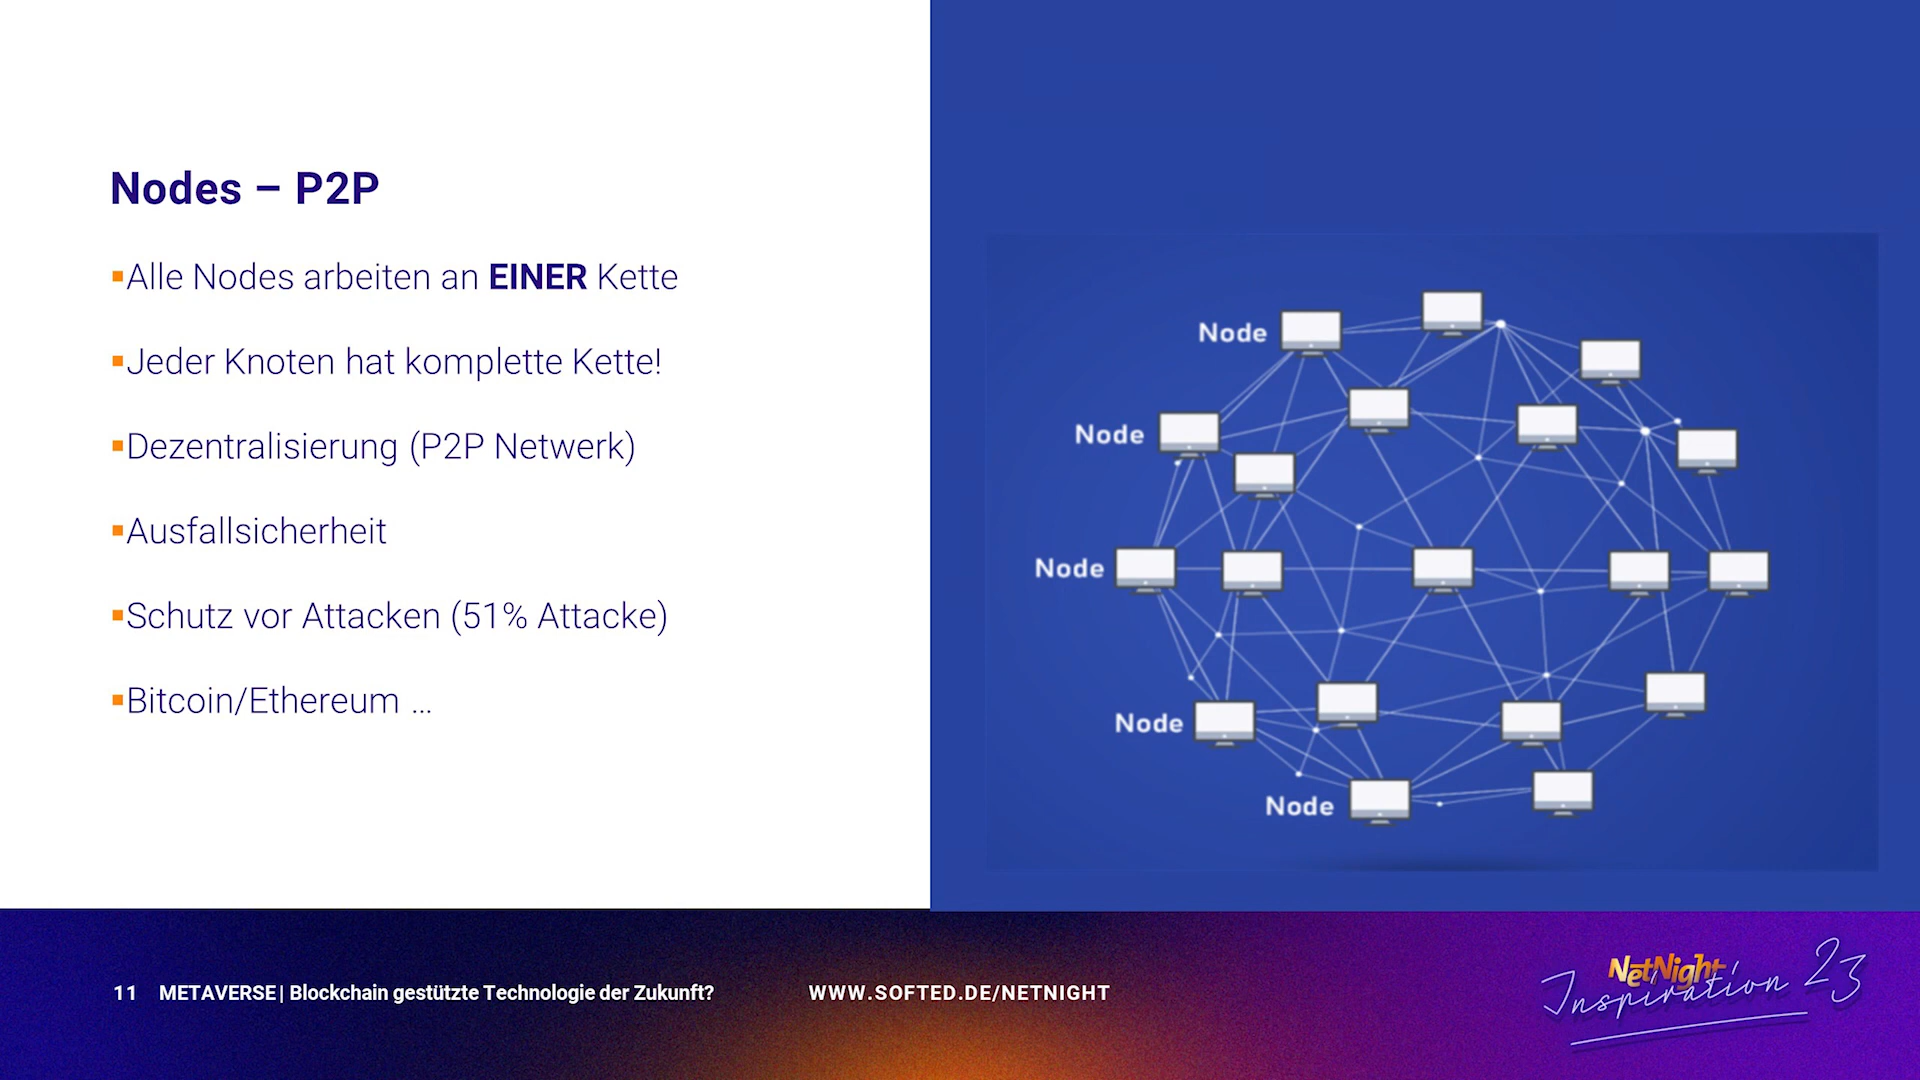 Nodes – P2P
▪Alle Nodes arbeiten an EINER Kette
▪Jeder Knoten hat komplette Kette!
▪Dezentralisierung (P2P Netwerk)
▪Ausfallsicherheit
▪Schutz vor Attacken (51% Attacke)
▪Bitcoin/Ethereum ...
Node
Node
Node
Node
Node
11 METAVERSE| Blockchain gestützte Technologie der Zukunft? WWW.SOFTED.DE/NETNIGHT
NetNight
Inspiration 23